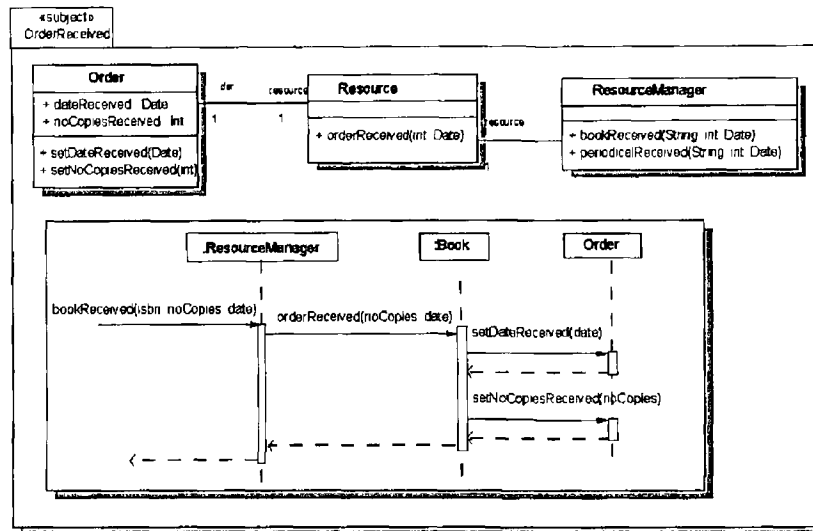 «subject»
OrderReceived
Order
+ dateReceived Date
+ noCopiesReceived int
+ setDateReceived(Date)
+ setNoCopiesReceived(int)
der
1
resource
1
Resource
+ orderReceived(int Date)
resource
ResourceManager
+ bookReceived(String int Date)
+ periodicalReceived(String int Date)
:ResourceManager
:Book
Order
bookReceived(isbn noCopies date)
orderReceived(noCopies date)
setDateReceived(date)
setNoCopiesReceived(noCopies)